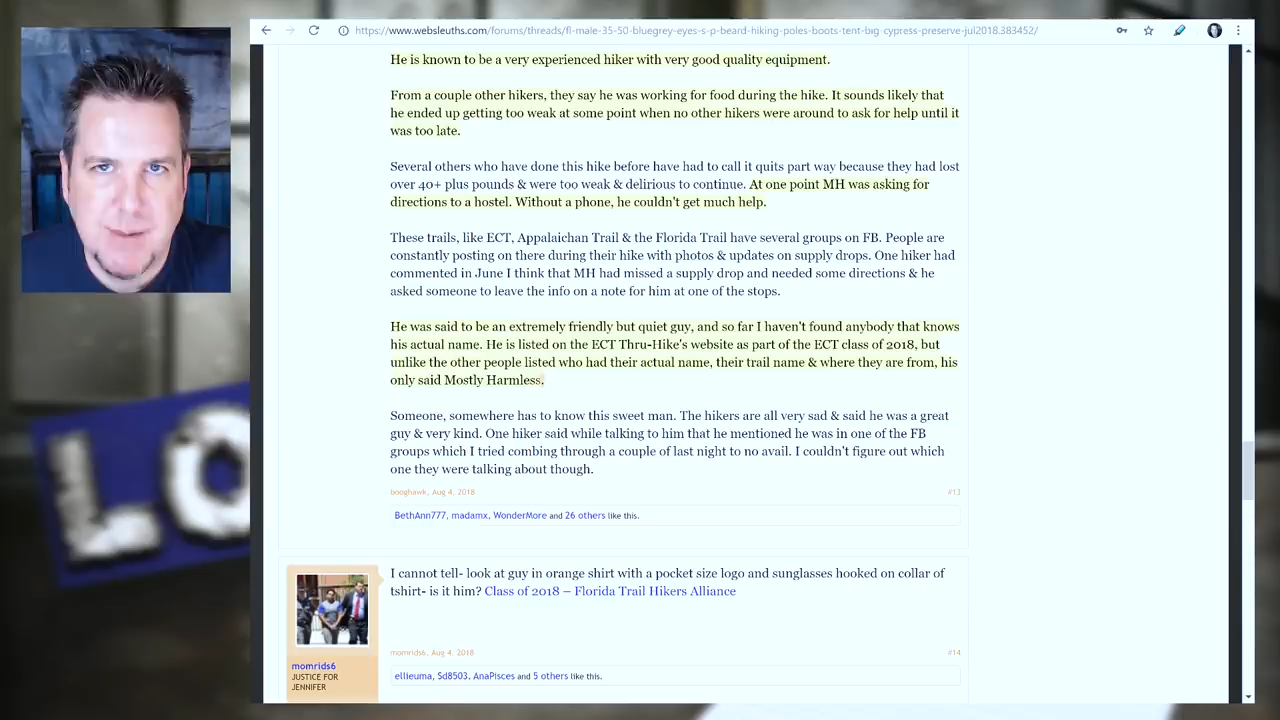 https://www.websleuths.com/forums/threads/fl-male-35-50-bluegrey-eyes-s-p-beard-hiking-poles-boots-tent-big-cypress-preserve-jul2018.383452/
He is known to be a very experienced hiker with very good quality equipment.
From a couple other hikers, they say he was working for food during the hike. It sounds likely that
he ended up getting too weak at some point when no other hikers were around to ask for help until it
was too late.
Several others who have done this hike before have had to call it quits part way because they had lost
over 40+ plus pounds & were too weak & delirious to continue. At one point MH was asking for
directions to a hostel. Without a phone, he couldn't get much help.
These trails, like ECT, Appalaichan Trail & the Florida Trail have several groups on FB. People are
constantly posting on there during their hike with photos & updates on supply drops. One hiker had
commented in June I think that MH had missed a supply drop and needed some directions & he
asked someone to leave the info on a note for him at one of the stops.
He was said to be an extremely friendly but quiet guy, and so far I haven't found anybody that knows
his actual name. He is listed on the ECT Thru-Hike's website as part of the ECT class of 2018, but
unlike the other people listed who had their actual name, their trail name & where they are from, his
only said Mostly Harmless.
Someone, somewhere has to know this sweet man. The hikers are all very sad & said he was a great
guy & very kind. One hiker said while talking to him that he mentioned he was in one of the FB
groups which I tried combing through a couple of last night to no avail. I couldn't figure out which
one they were talking about though.
booghawk, Aug 4, 2018 #13
BethAnn777, madamx, WonderMore and 26 others like this.
I cannot tell- look at guy in orange shirt with a pocket size logo and sunglasses hooked on collar of
tshirt- is it him? Class of 2018 – Florida Trail Hikers Alliance
momrids6
JUSTICE FOR
JENNIFER
momrids6, Aug 4, 2018 #14
ellieuma, Sd8503, AnaPisces and 5 others like this.
LO